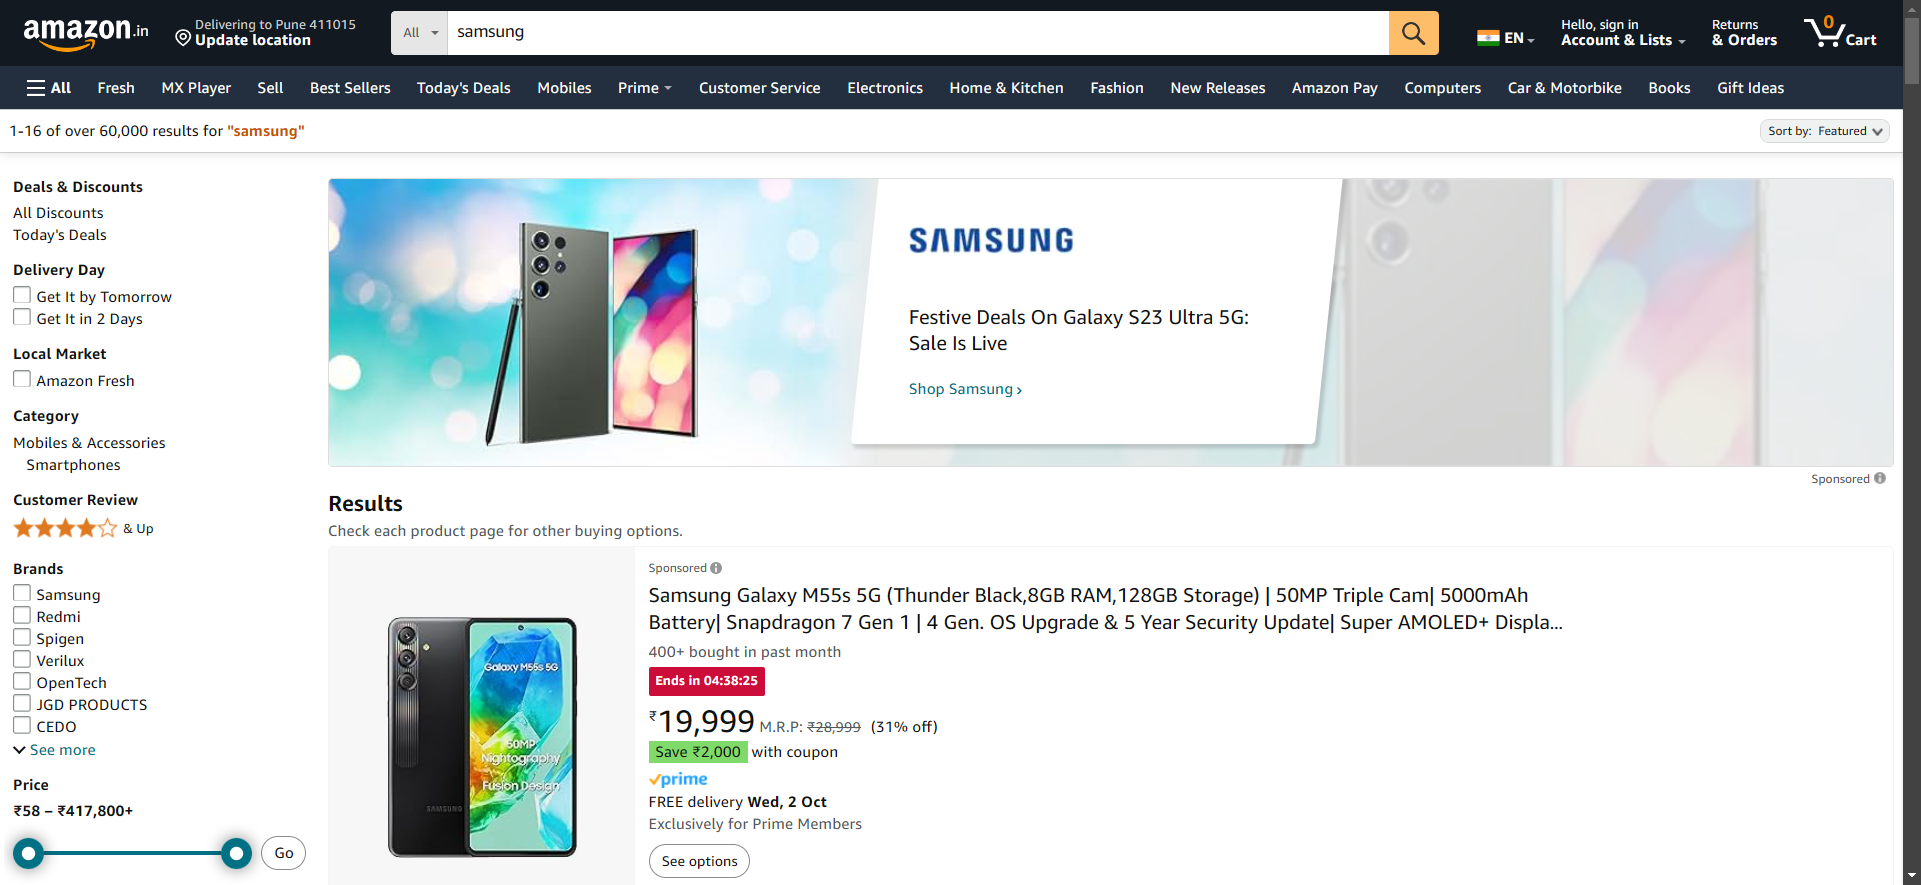 amazon.in
Delivering to Pune 411015
Update location
All
samsung
EN
Hello, sign in
Account & Lists
Returns
& Orders
0
Cart
All
Fresh
MX Player
Sell
Best Sellers
Today's Deals
Mobiles
Prime
Customer Service
Electronics
Home & Kitchen
Fashion
New Releases
Amazon Pay
Computers
Car & Motorbike
Books
Gift Ideas
1-16 of over 60,000 results for "samsung"
Sort by: Featured
Deals & Discounts
All Discounts
Today's Deals
Delivery Day
Get It by Tomorrow
Get It in 2 Days
Local Market
Amazon Fresh
Category
Mobiles & Accessories
Smartphones
Customer Review
& Up
Brands
Samsung
Redmi
Spigen
Verilux
OpenTech
JGD PRODUCTS
CEDO
See more
Price
₹58 – ₹417,800+
Go
SAMSUNG
Festive Deals On Galaxy S23 Ultra 5G:
Sale Is Live
Shop Samsung ›
Sponsored
Results
Check each product page for other buying options.
Galaxy M55s 5G
50MP
Nightography
Fusion Design
SAMSUNG
Sponsored
Samsung Galaxy M55s 5G (Thunder Black,8GB RAM,128GB Storage) | 50MP Triple Cam| 5000mAh
Battery| Snapdragon 7 Gen 1 | 4 Gen. OS Upgrade & 5 Year Security Update| Super AMOLED+ Displa...
400+ bought in past month
Ends in 04:38:25
₹19,999 M.R.P: ₹28,999 (31% off)
Save ₹2,000 with coupon
prime
FREE delivery Wed, 2 Oct
Exclusively for Prime Members
See options